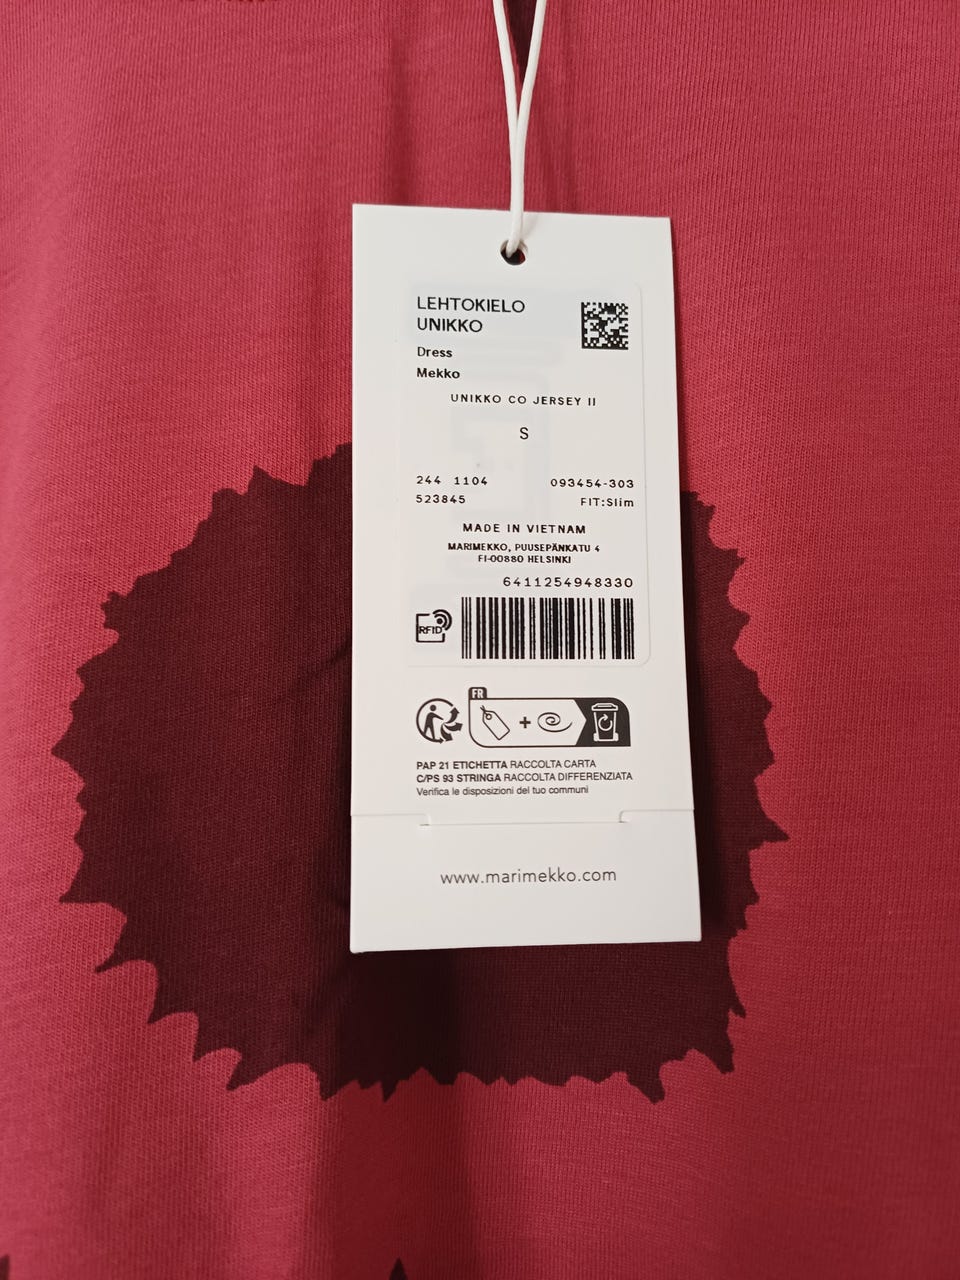 LEHTOKIELO
UNIKKO
Dress
Mekko
UNIKKO CO JERSEY II
S
244 1104 093454-303
523845 FIT:Slim
MADE IN VIETNAM
MARIMEKKO, PUUSEPÄNKATU 4
FI-00880 HELSINKI
6411254948330
RFID
FR
PAP 21 ETICHETTA RACCOLTA CARTA
C/PS 93 STRINGA RACCOLTA DIFFERENZIATA
Verifica le disposizioni del tuo communi
www.marimekko.com